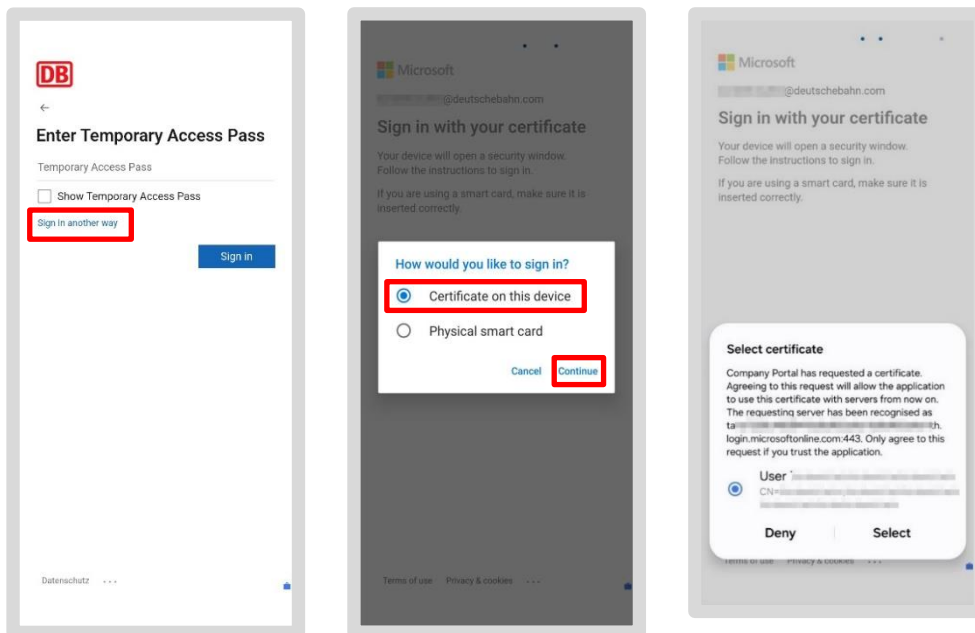 DB
←
Enter Temporary Access Pass
Temporary Access Pass
Show Temporary Access Pass
Sign in another way
Sign in
Datenschutz ...
Microsoft
@deutschebahn.com
Sign in with your certificate
Your device will open a security window.
Follow the instructions to sign in.
If you are using a smart card, make sure it is
inserted correctly.
How would you like to sign in?
Certificate on this device
Physical smart card
Cancel Continue
Terms of use Privacy & cookies ...
Microsoft
@deutschebahn.com
Sign in with your certificate
Your device will open a security window.
Follow the instructions to sign in.
If you are using a smart card, make sure it is
inserted correctly.
Select certificate
Company Portal has requested a certificate.
Agreeing to this request will allow the application
to use this certificate with servers from now on.
The requesting server has been recognised as
ta th.
login.microsoftonline.com:443. Only agree to this
request if you trust the application.
User
CN=
Deny Select
Terms of use Privacy & cookies ...